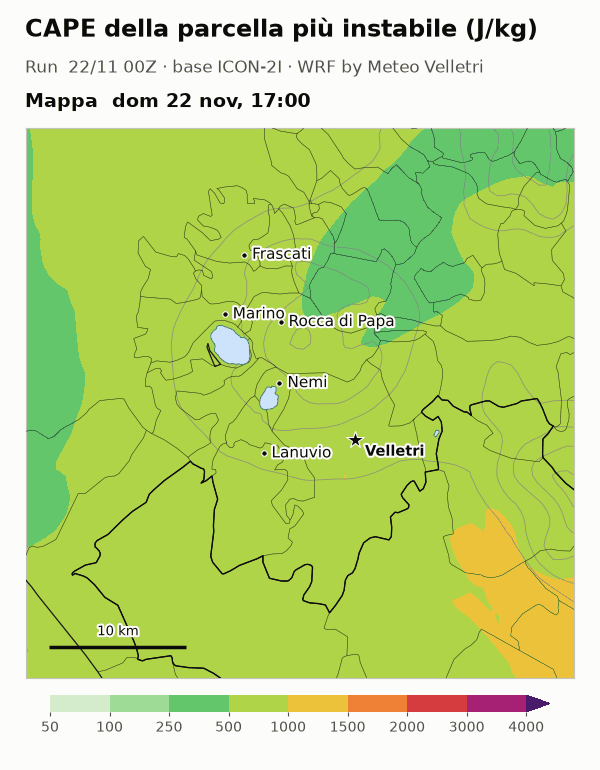 CAPE della parcella più instabile (J/kg)
Run  22/11 00Z · base ICON-2I · WRF by Meteo Velletri
Mappa  dom 22 nov, 17:00
Frascati
Marino
Rocca di Papa
Nemi
Velletri
Lanuvio
10 km
50 100 250 500 1000 1500 2000 3000 4000